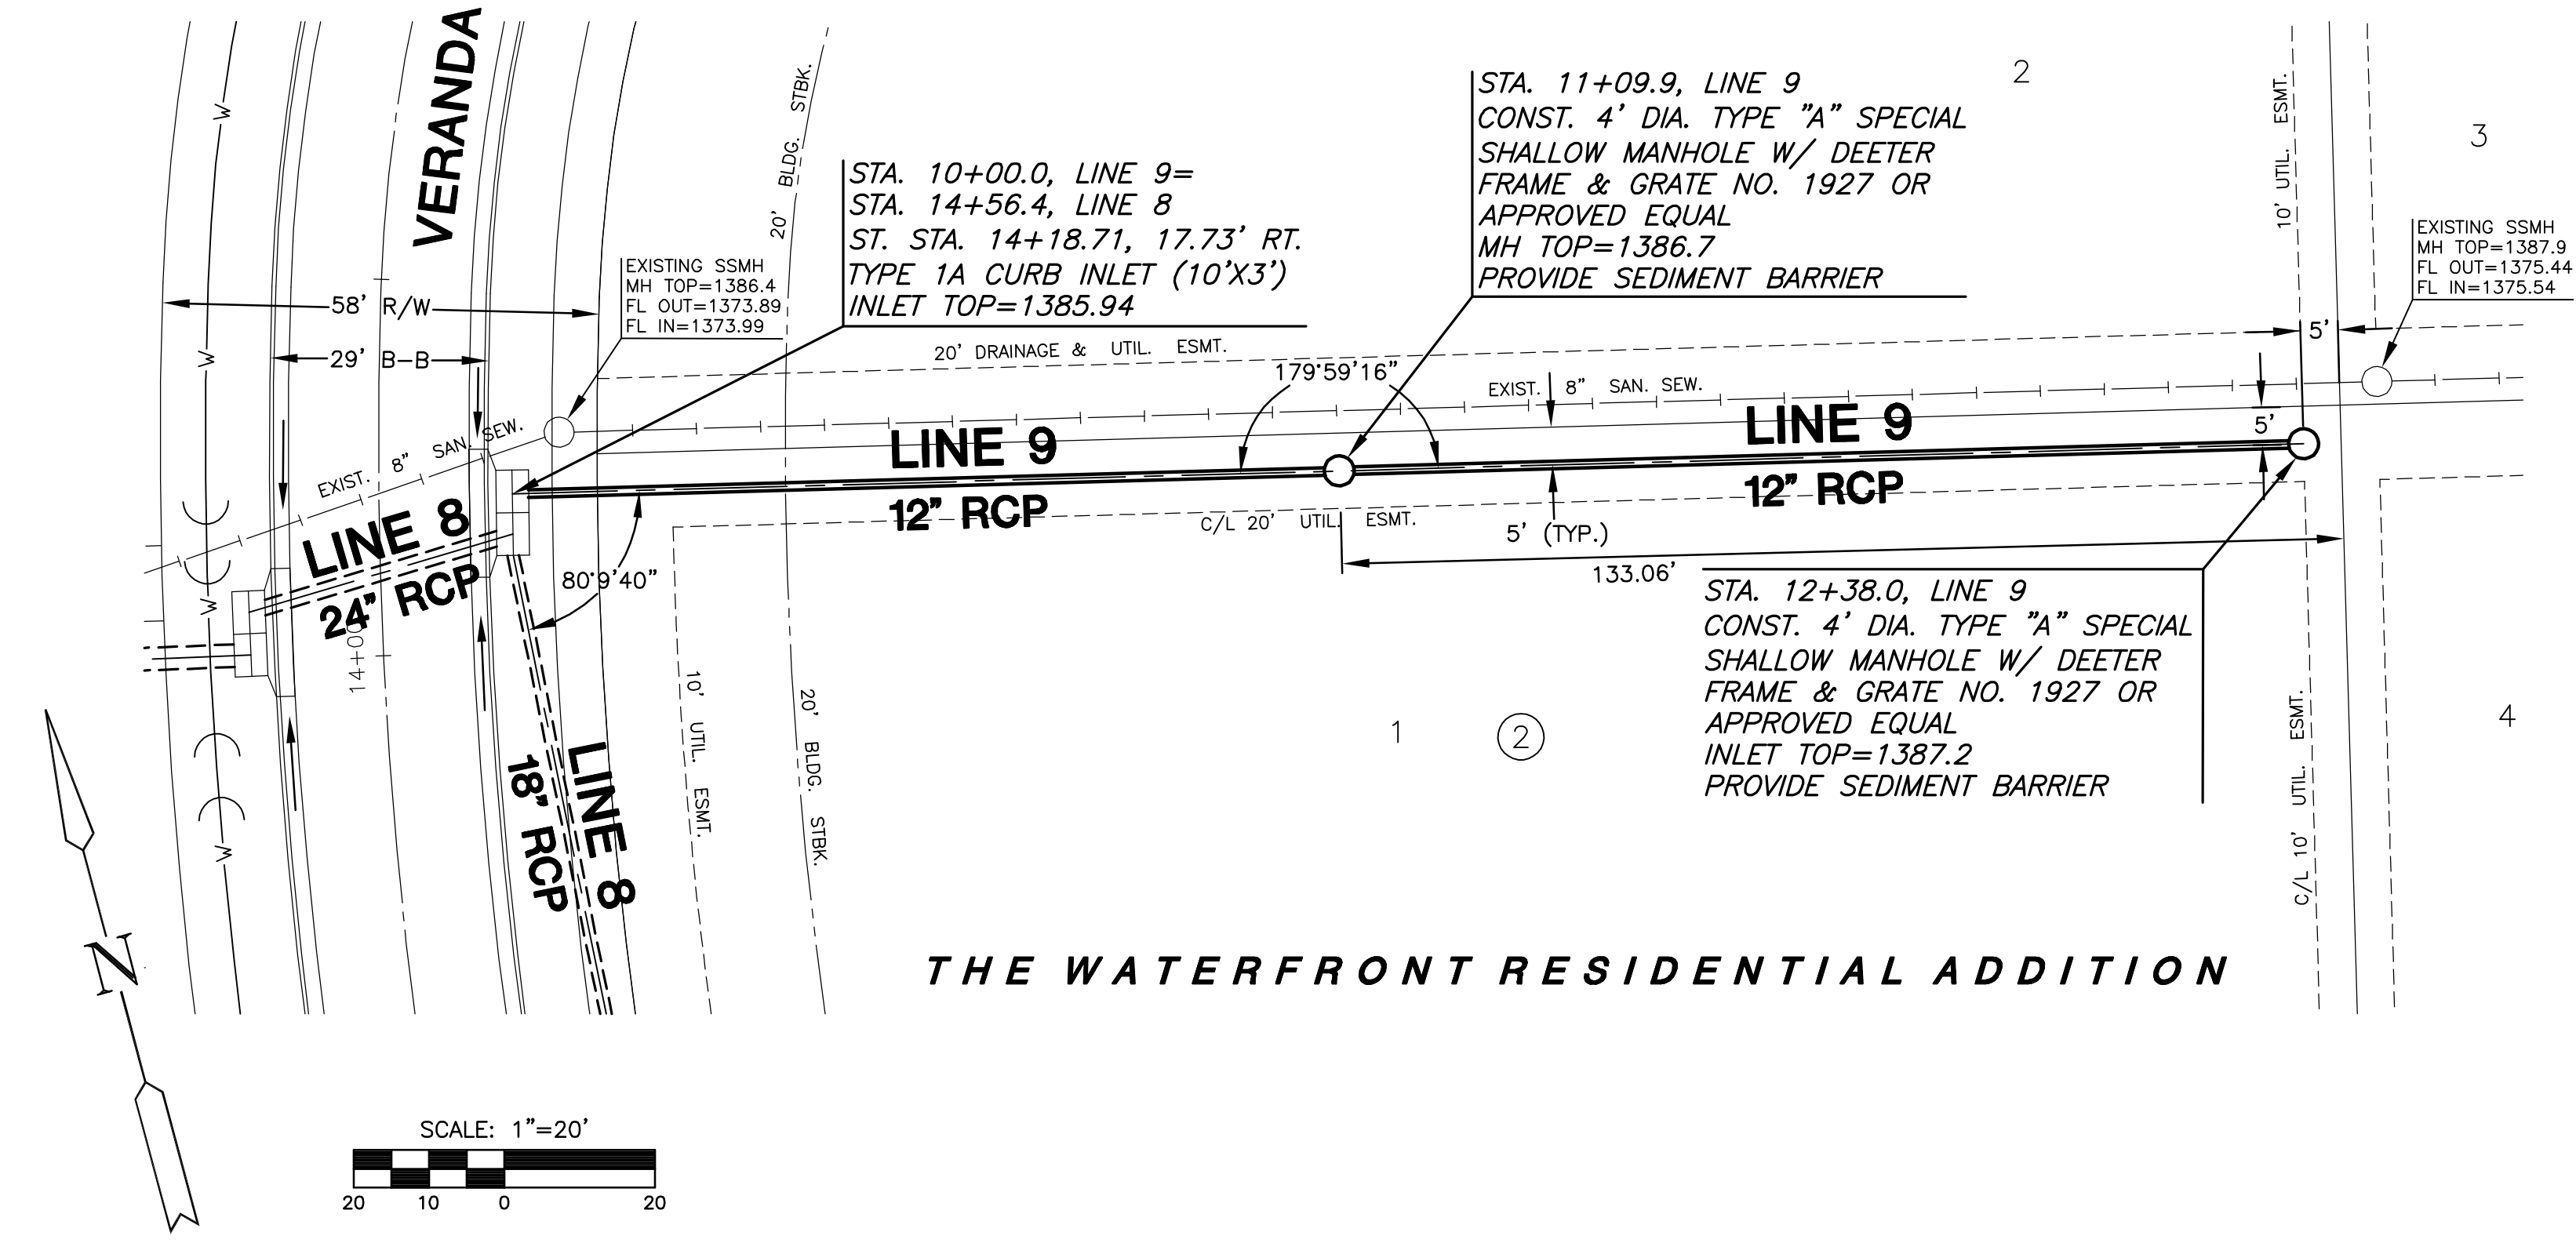 VERANDA
20' BLDG. STBK.
STA. 10+00.0, LINE 9=
STA. 14+56.4, LINE 8
ST. STA. 14+18.71, 17.73' RT.
TYPE 1A CURB INLET (10'X3')
INLET TOP=1385.94
STA. 11+09.9, LINE 9
CONST. 4' DIA. TYPE "A" SPECIAL
SHALLOW MANHOLE W/ DEETER
FRAME & GRATE NO. 1927 OR
APPROVED EQUAL
MH TOP=1386.7
PROVIDE SEDIMENT BARRIER
2
10' UTIL. ESMT.
3
EXISTING SSMH
MH TOP=1387.9
FL OUT=1375.44
FL IN=1375.54
EXISTING SSMH
MH TOP=1386.4
FL OUT=1373.89
FL IN=1373.99
W
W
W
W
58' R/W
29' B-B
20' DRAINAGE & UTIL. ESMT.
179°59'16"
EXIST. 8" SAN. SEW.
5'
5'
EXIST. 8" SAN. SEW.
LINE 9
12" RCP
LINE 9
12" RCP
C/L 20' UTIL. ESMT.
5' (TYP.)
133.06'
LINE 8
24" RCP
14+00
80°9'40"
LINE 8
18" RCP
10' UTIL. ESMT.
20' BLDG. STBK.
1
2
STA. 12+38.0, LINE 9
CONST. 4' DIA. TYPE "A" SPECIAL
SHALLOW MANHOLE W/ DEETER
FRAME & GRATE NO. 1927 OR
APPROVED EQUAL
INLET TOP=1387.2
PROVIDE SEDIMENT BARRIER
C/L 10' UTIL. ESMT.
4
N
THE WATERFRONT RESIDENTIAL ADDITION
SCALE: 1"=20'
20 10 0 20